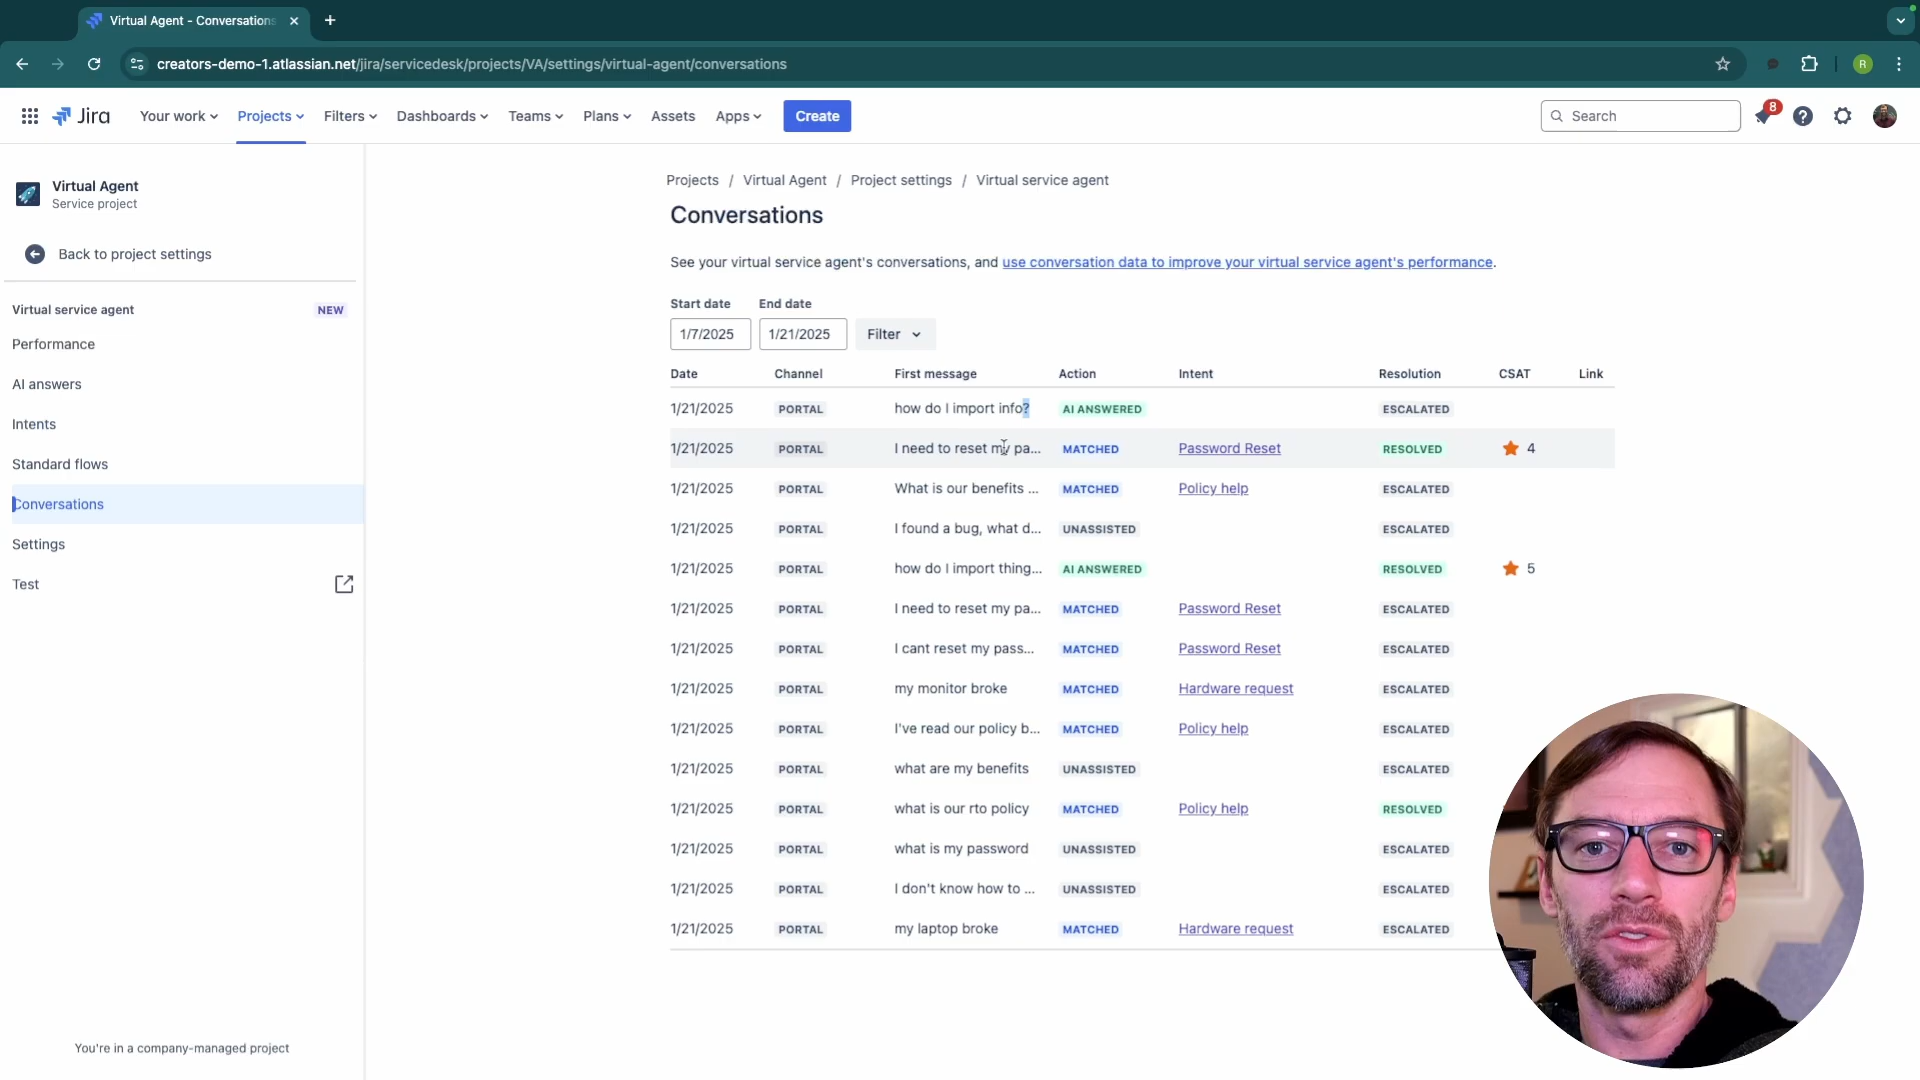 Virtual Agent - Conversations
creators-demo-1.atlassian.net/jira/servicedesk/projects/VA/settings/virtual-agent/conversations
R
Jira Your work Projects Filters Dashboards Teams Plans Assets Apps Create Search 8
Virtual Agent
Service project
Back to project settings
Virtual service agent NEW
Performance
AI answers
Intents
Standard flows
Conversations
Settings
Test
You're in a company-managed project
Projects / Virtual Agent / Project settings / Virtual service agent
Conversations
See your virtual service agent's conversations, and use conversation data to improve your virtual service agent's performance.
Start date End date
1/7/2025 1/21/2025 Filter
Date Channel First message Action Intent Resolution CSAT Link
1/21/2025 PORTAL how do I import info? AI ANSWERED ESCALATED
1/21/2025 PORTAL I need to reset my pa... MATCHED Password Reset RESOLVED 4
1/21/2025 PORTAL What is our benefits ... MATCHED Policy help ESCALATED
1/21/2025 PORTAL I found a bug, what d... UNASSISTED ESCALATED
1/21/2025 PORTAL how do I import thing... AI ANSWERED RESOLVED 5
1/21/2025 PORTAL I need to reset my pa... MATCHED Password Reset ESCALATED
1/21/2025 PORTAL I cant reset my pass... MATCHED Password Reset ESCALATED
1/21/2025 PORTAL my monitor broke MATCHED Hardware request ESCALATED
1/21/2025 PORTAL I've read our policy b... MATCHED Policy help ESCALATED
1/21/2025 PORTAL what are my benefits UNASSISTED ESCALATED
1/21/2025 PORTAL what is our rto policy MATCHED Policy help RESOLVED
1/21/2025 PORTAL what is my password UNASSISTED ESCALATED
1/21/2025 PORTAL I don't know how to ... UNASSISTED ESCALATED
1/21/2025 PORTAL my laptop broke MATCHED Hardware request ESCALATED